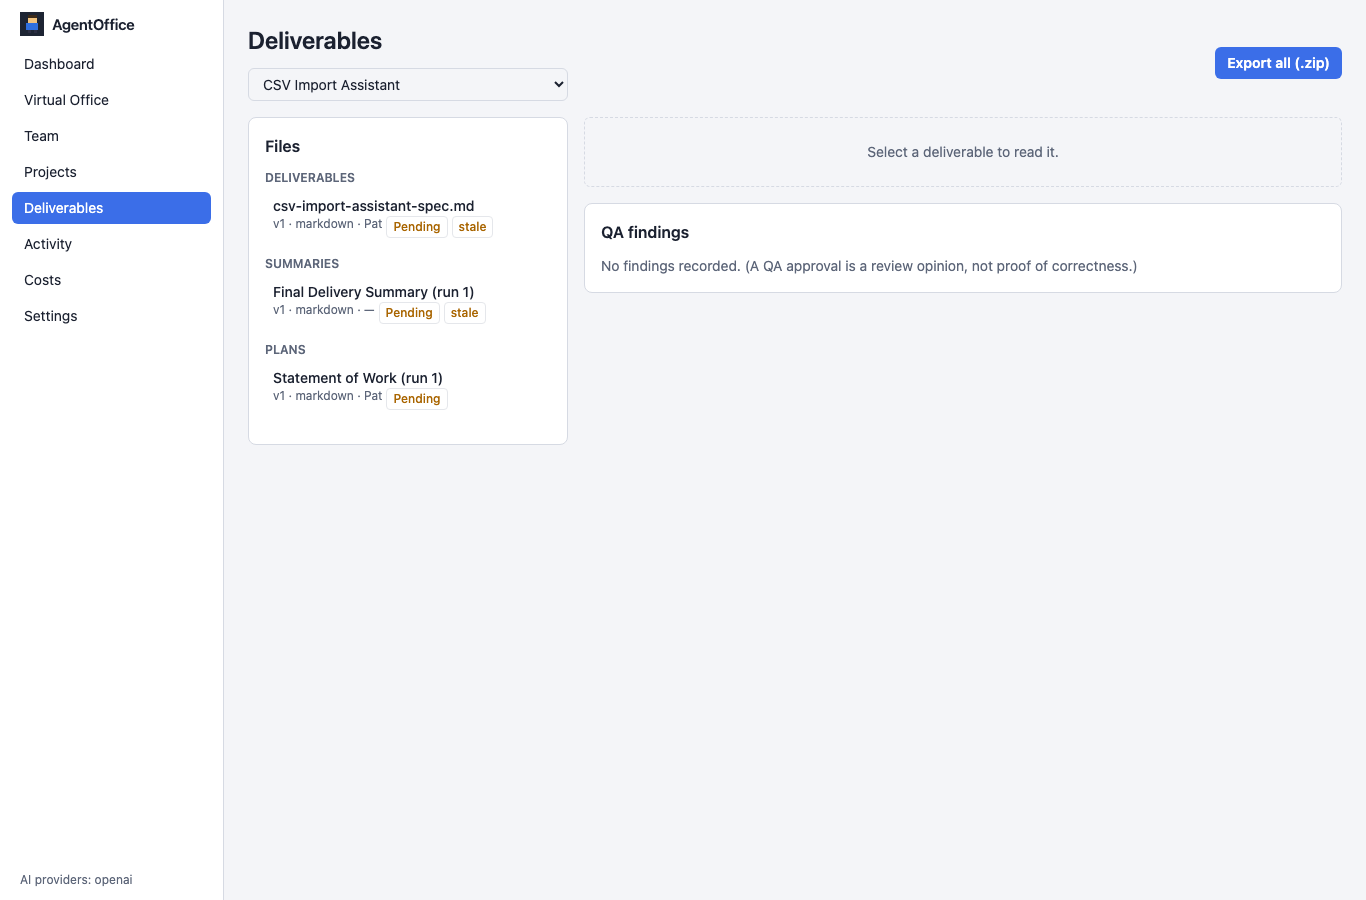 AgentOffice
Dashboard
Virtual Office
Team
Projects
Deliverables
Activity
Costs
Settings
AI providers: openai
Deliverables
CSV Import Assistant
Export all (.zip)
Files
DELIVERABLES
csv-import-assistant-spec.md
v1 · markdown · Pat Pending stale
SUMMARIES
Final Delivery Summary (run 1)
v1 · markdown · — Pending stale
PLANS
Statement of Work (run 1)
v1 · markdown · Pat Pending
Select a deliverable to read it.
QA findings
No findings recorded. (A QA approval is a review opinion, not proof of correctness.)